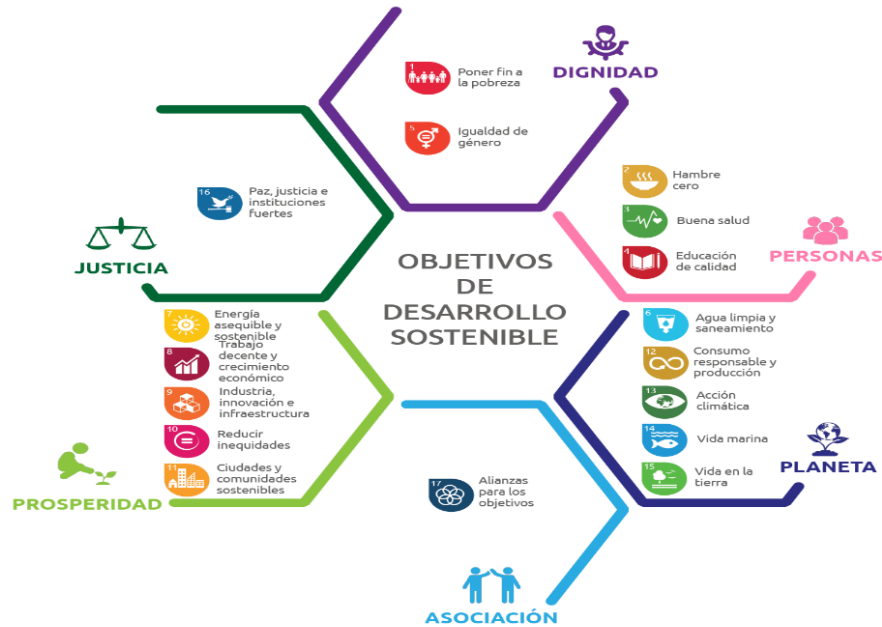 DIGNIDAD
1
Poner fin a
la pobreza
5
Igualdad de
género
PERSONAS
2
Hambre
cero
3
Buena salud
4
Educación
de calidad
JUSTICIA
16
Paz, justicia e
instituciones
fuertes
OBJETIVOS
DE
DESARROLLO
SOSTENIBLE
PROSPERIDAD
7
Energía
asequible y
sostenible
8
Trabajo
decente y
crecimiento
económico
9
Industria,
innovación e
infraestructura
10
Reducir
inequidades
11
Ciudades y
comunidades
sostenibles
PLANETA
6
Agua limpia y
saneamiento
12
Consumo
responsable y
producción
13
Acción
climática
14
Vida marina
15
Vida en la
tierra
17
Alianzas
para los
objetivos
ASOCIACIÓN